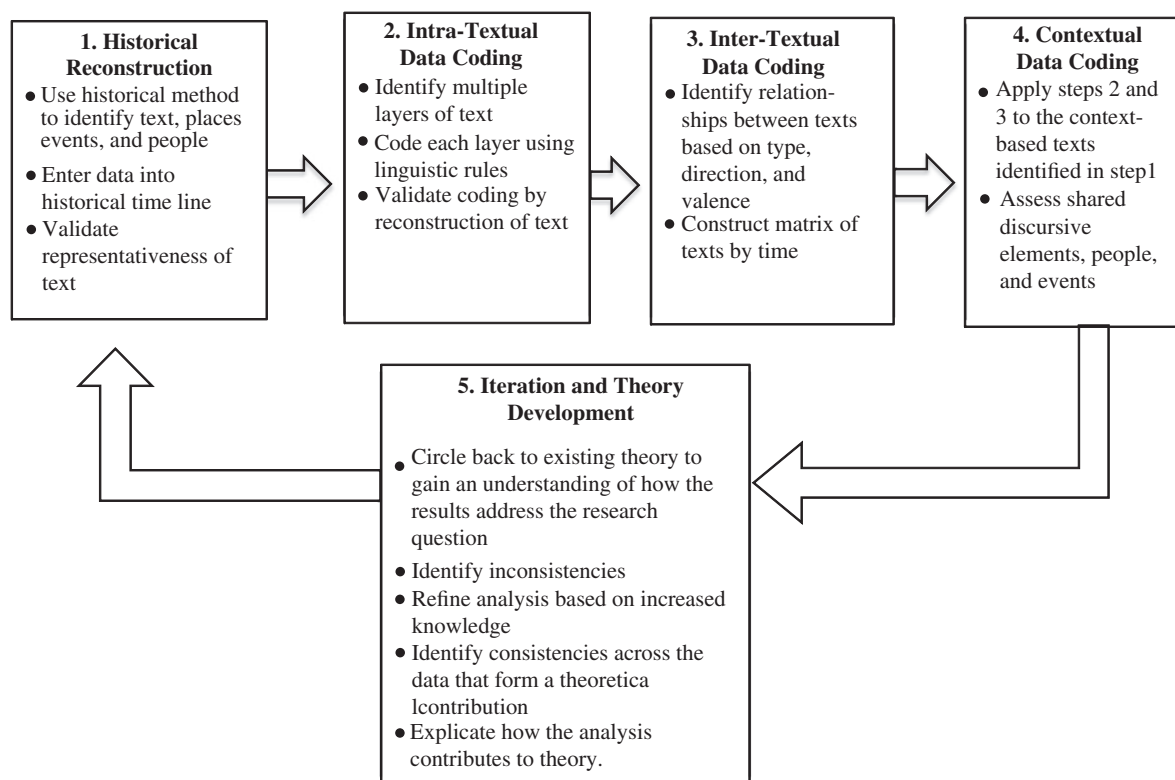 1. Historical
Reconstruction
● Use historical method
to identify text, places
events, and people
● Enter data into
historical time line
● Validate
representativeness of
text
2. Intra-Textual
Data Coding
● Identify multiple
layers of text
● Code each layer using
linguistic rules
● Validate coding by
reconstruction of text
3. Inter-Textual
Data Coding
● Identify relation-
ships between texts
based on type,
direction, and
valence
● Construct matrix of
texts by time
4. Contextual
Data Coding
● Apply steps 2 and
3 to the context-
based texts
identified in step1
● Assess shared
discursive
elements, people,
and events
5. Iteration and Theory
Development
● Circle back to existing theory to
gain an understanding of how the
results address the research
question
● Identify inconsistencies
● Refine analysis based on increased
knowledge
● Identify consistencies across the
data that form a theoretica
lcontribution
● Explicate how the analysis
contributes to theory.